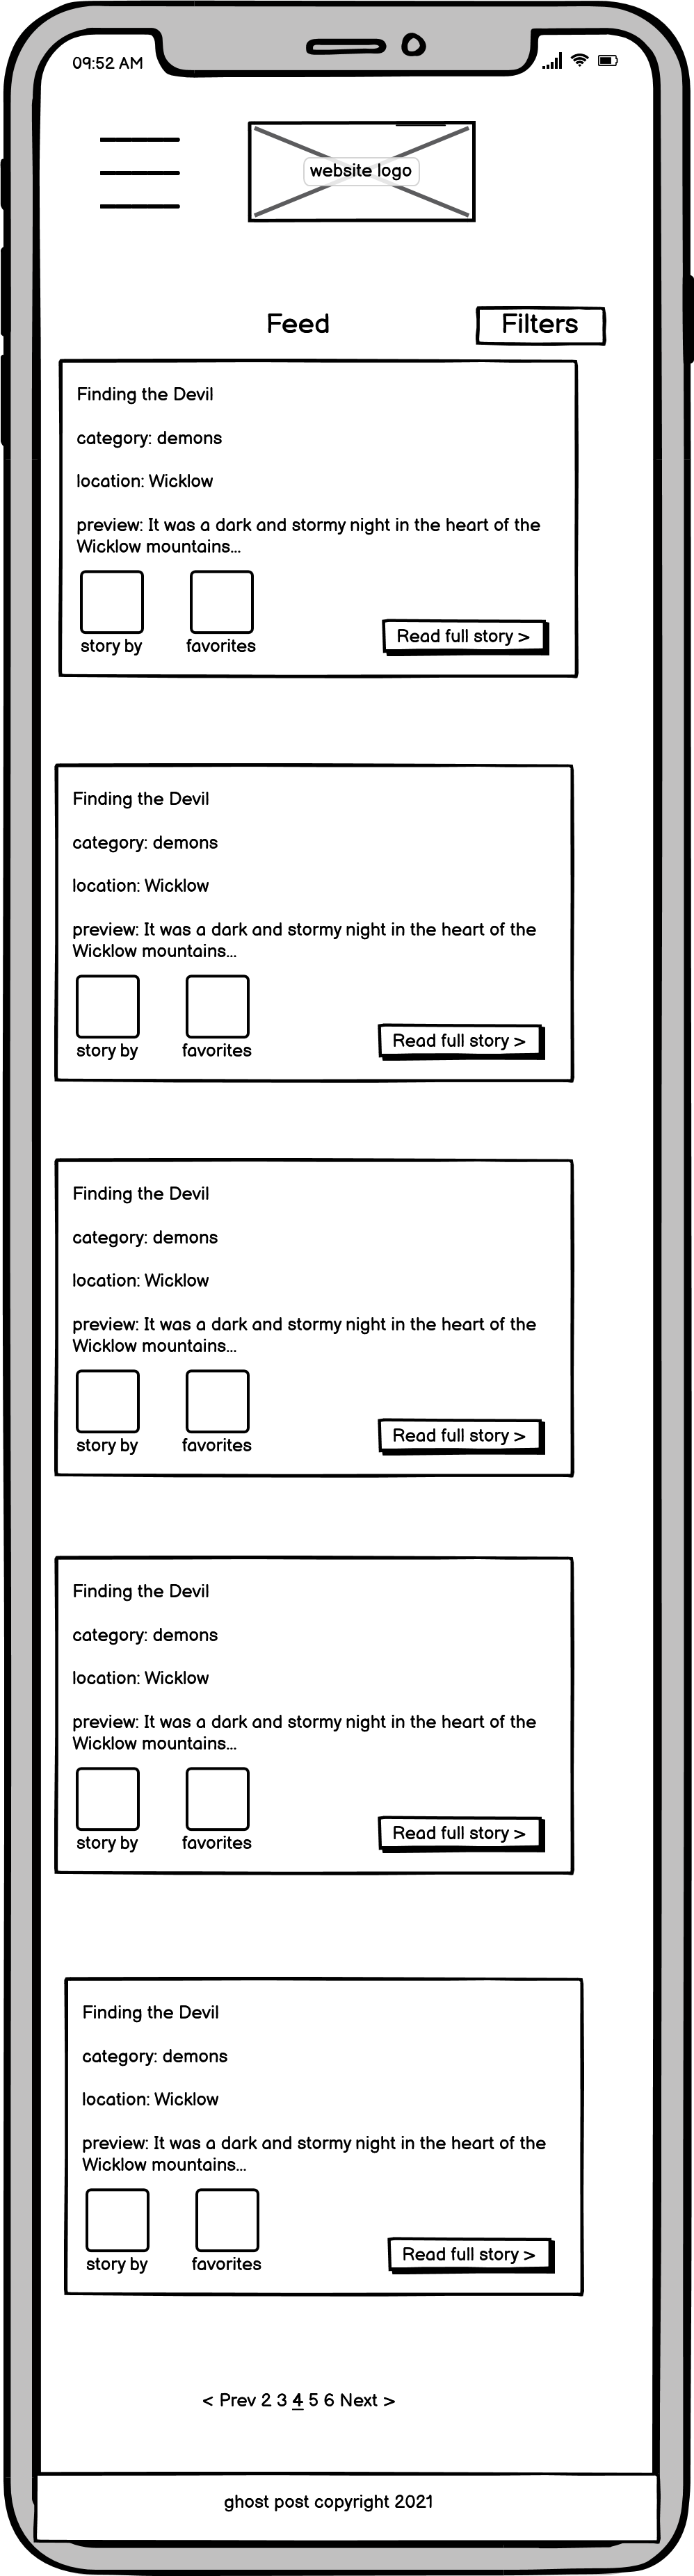 09:52 AM
website logo
Feed
Filters
Finding the Devil
category: demons
location: Wicklow
preview: It was a dark and stormy night in the heart of the
Wicklow mountains...
story by
favorites
Read full story >
Finding the Devil
category: demons
location: Wicklow
preview: It was a dark and stormy night in the heart of the
Wicklow mountains...
story by
favorites
Read full story >
Finding the Devil
category: demons
location: Wicklow
preview: It was a dark and stormy night in the heart of the
Wicklow mountains...
story by
favorites
Read full story >
Finding the Devil
category: demons
location: Wicklow
preview: It was a dark and stormy night in the heart of the
Wicklow mountains...
story by
favorites
Read full story >
Finding the Devil
category: demons
location: Wicklow
preview: It was a dark and stormy night in the heart of the
Wicklow mountains...
story by
favorites
Read full story >
< Prev 2 3 4 5 6 Next >
ghost post copyright 2021